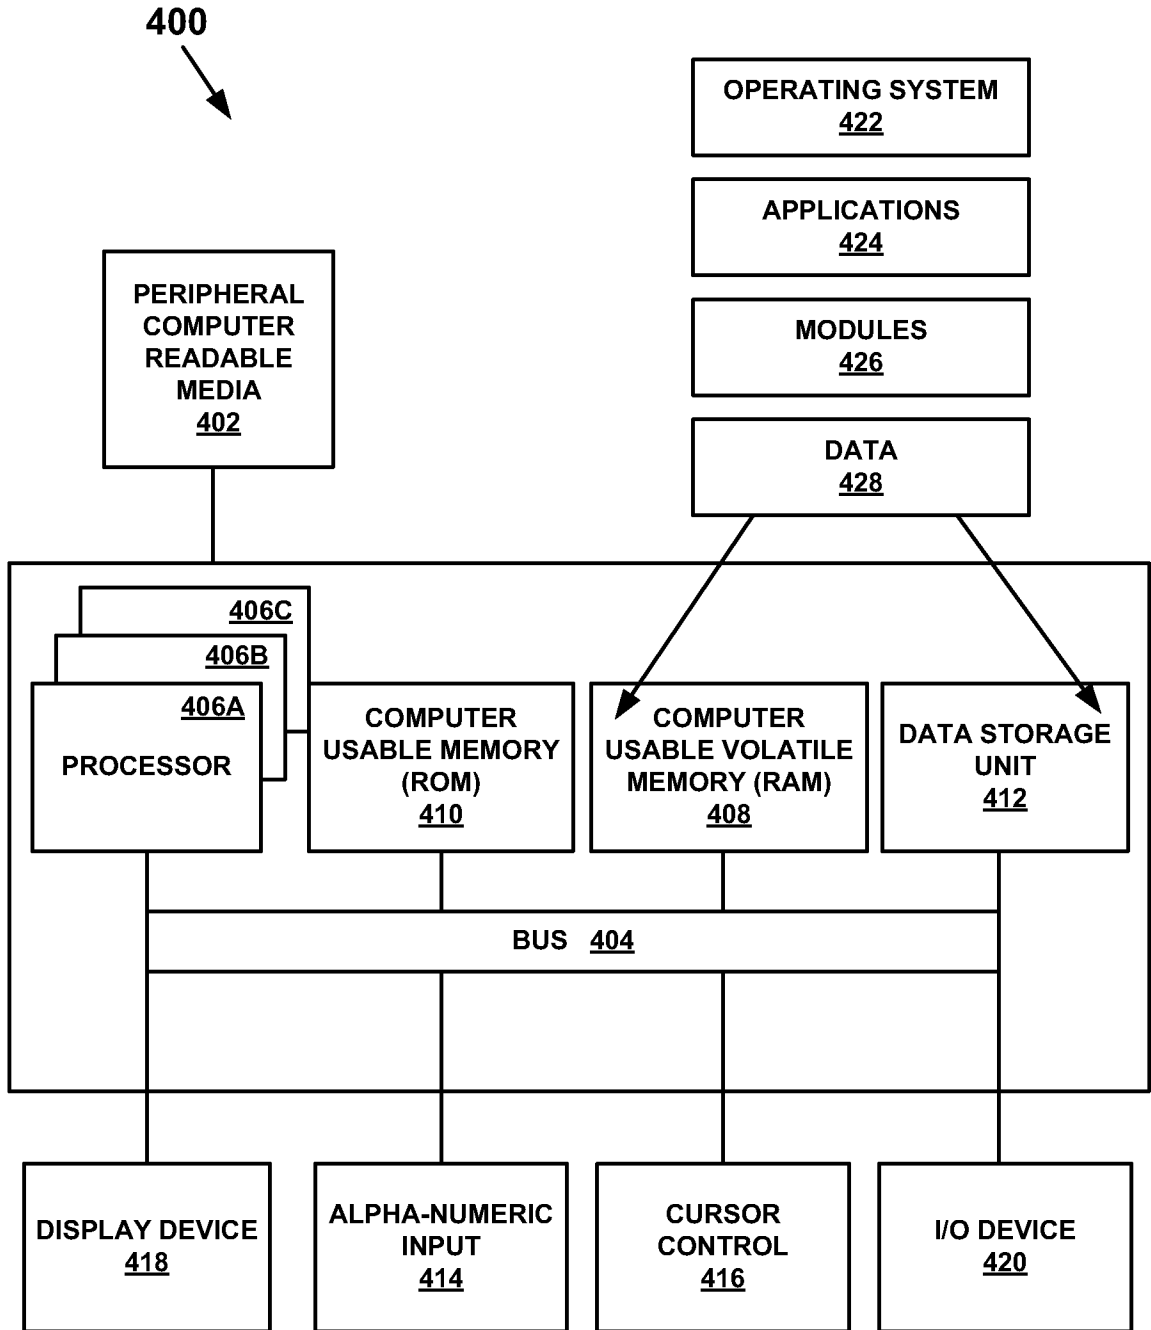 400
OPERATING SYSTEM
422
APPLICATIONS
424
MODULES
426
DATA
428
PERIPHERAL
COMPUTER
READABLE
MEDIA
402
406C
406B
406A
PROCESSOR
COMPUTER
USABLE MEMORY
(ROM)
410
COMPUTER
USABLE VOLATILE
MEMORY (RAM)
408
DATA STORAGE
UNIT
412
BUS 404
DISPLAY DEVICE
418
ALPHA-NUMERIC
INPUT
414
CURSOR
CONTROL
416
I/O DEVICE
420